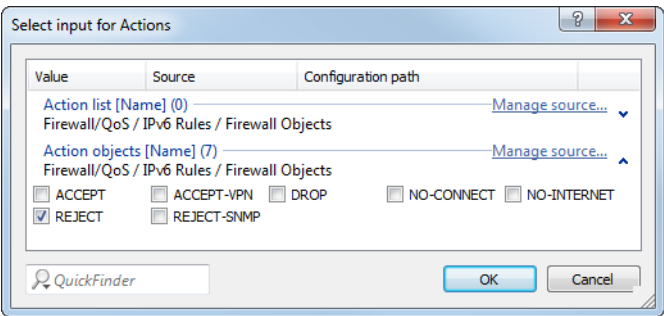 Select input for Actions
Value Source Configuration path
Action list [Name] (0) Manage source...
Firewall/QoS / IPv6 Rules / Firewall Objects
Action objects [Name] (7) Manage source...
Firewall/QoS / IPv6 Rules / Firewall Objects
ACCEPT ACCEPT-VPN DROP NO-CONNECT NO-INTERNET
REJECT REJECT-SNMP
QuickFinder OK Cancel